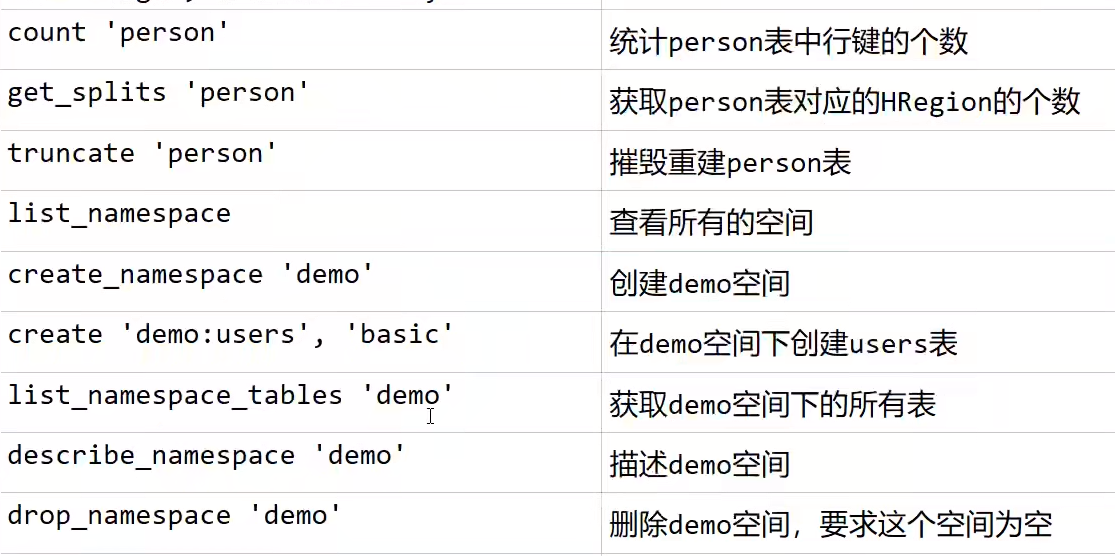 count 'person'
统计person表中行键的个数
get_splits 'person'
获取person表对应的HRegion的个数
truncate 'person'
摧毁重建person表
list_namespace
查看所有的空间
create_namespace 'demo'
创建demo空间
create 'demo:users', 'basic'
在demo空间下创建users表
list_namespace_tables 'demo'
获取demo空间下的所有表
describe_namespace 'demo'
描述demo空间
drop_namespace 'demo'
删除demo空间，要求这个空间为空